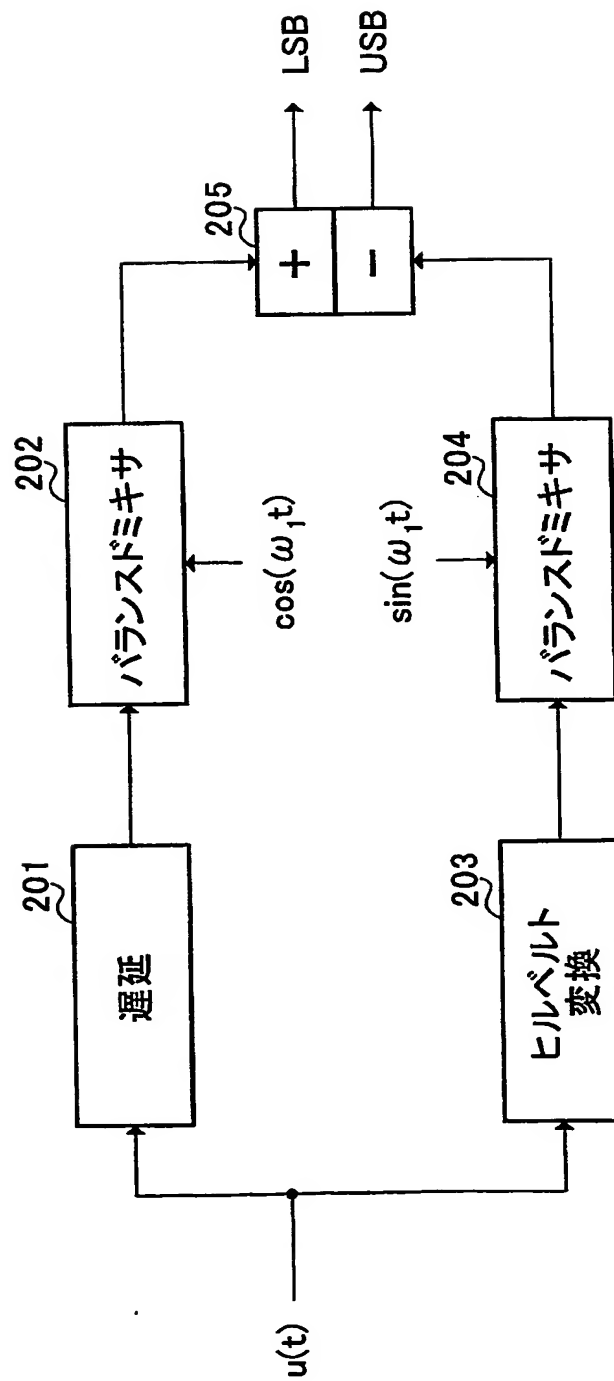 u(t)
201
遅延
202
バランスドミキサ
cos(ω₁t)
205
+
−
LSB
USB
203
ヒルベルト
変換
204
バランスドミキサ
sin(ω₁t)